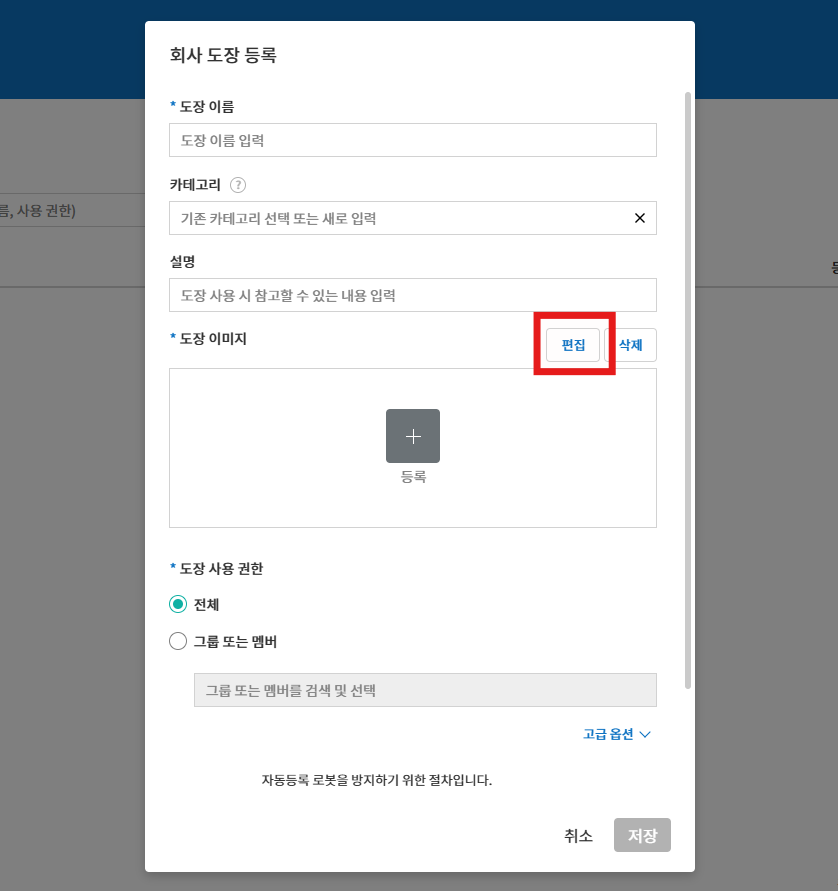 회사 도장 등록
* 도장 이름
도장 이름 입력
름, 사용 권한)
카테고리 ?
기존 카테고리 선택 또는 새로 입력
설명
도장 사용 시 참고할 수 있는 내용 입력
* 도장 이미지
편집 삭제
등록
* 도장 사용 권한
전체
그룹 또는 멤버
그룹 또는 멤버를 검색 및 선택
고급 옵션
자동등록 로봇을 방지하기 위한 절차입니다.
취소 저장